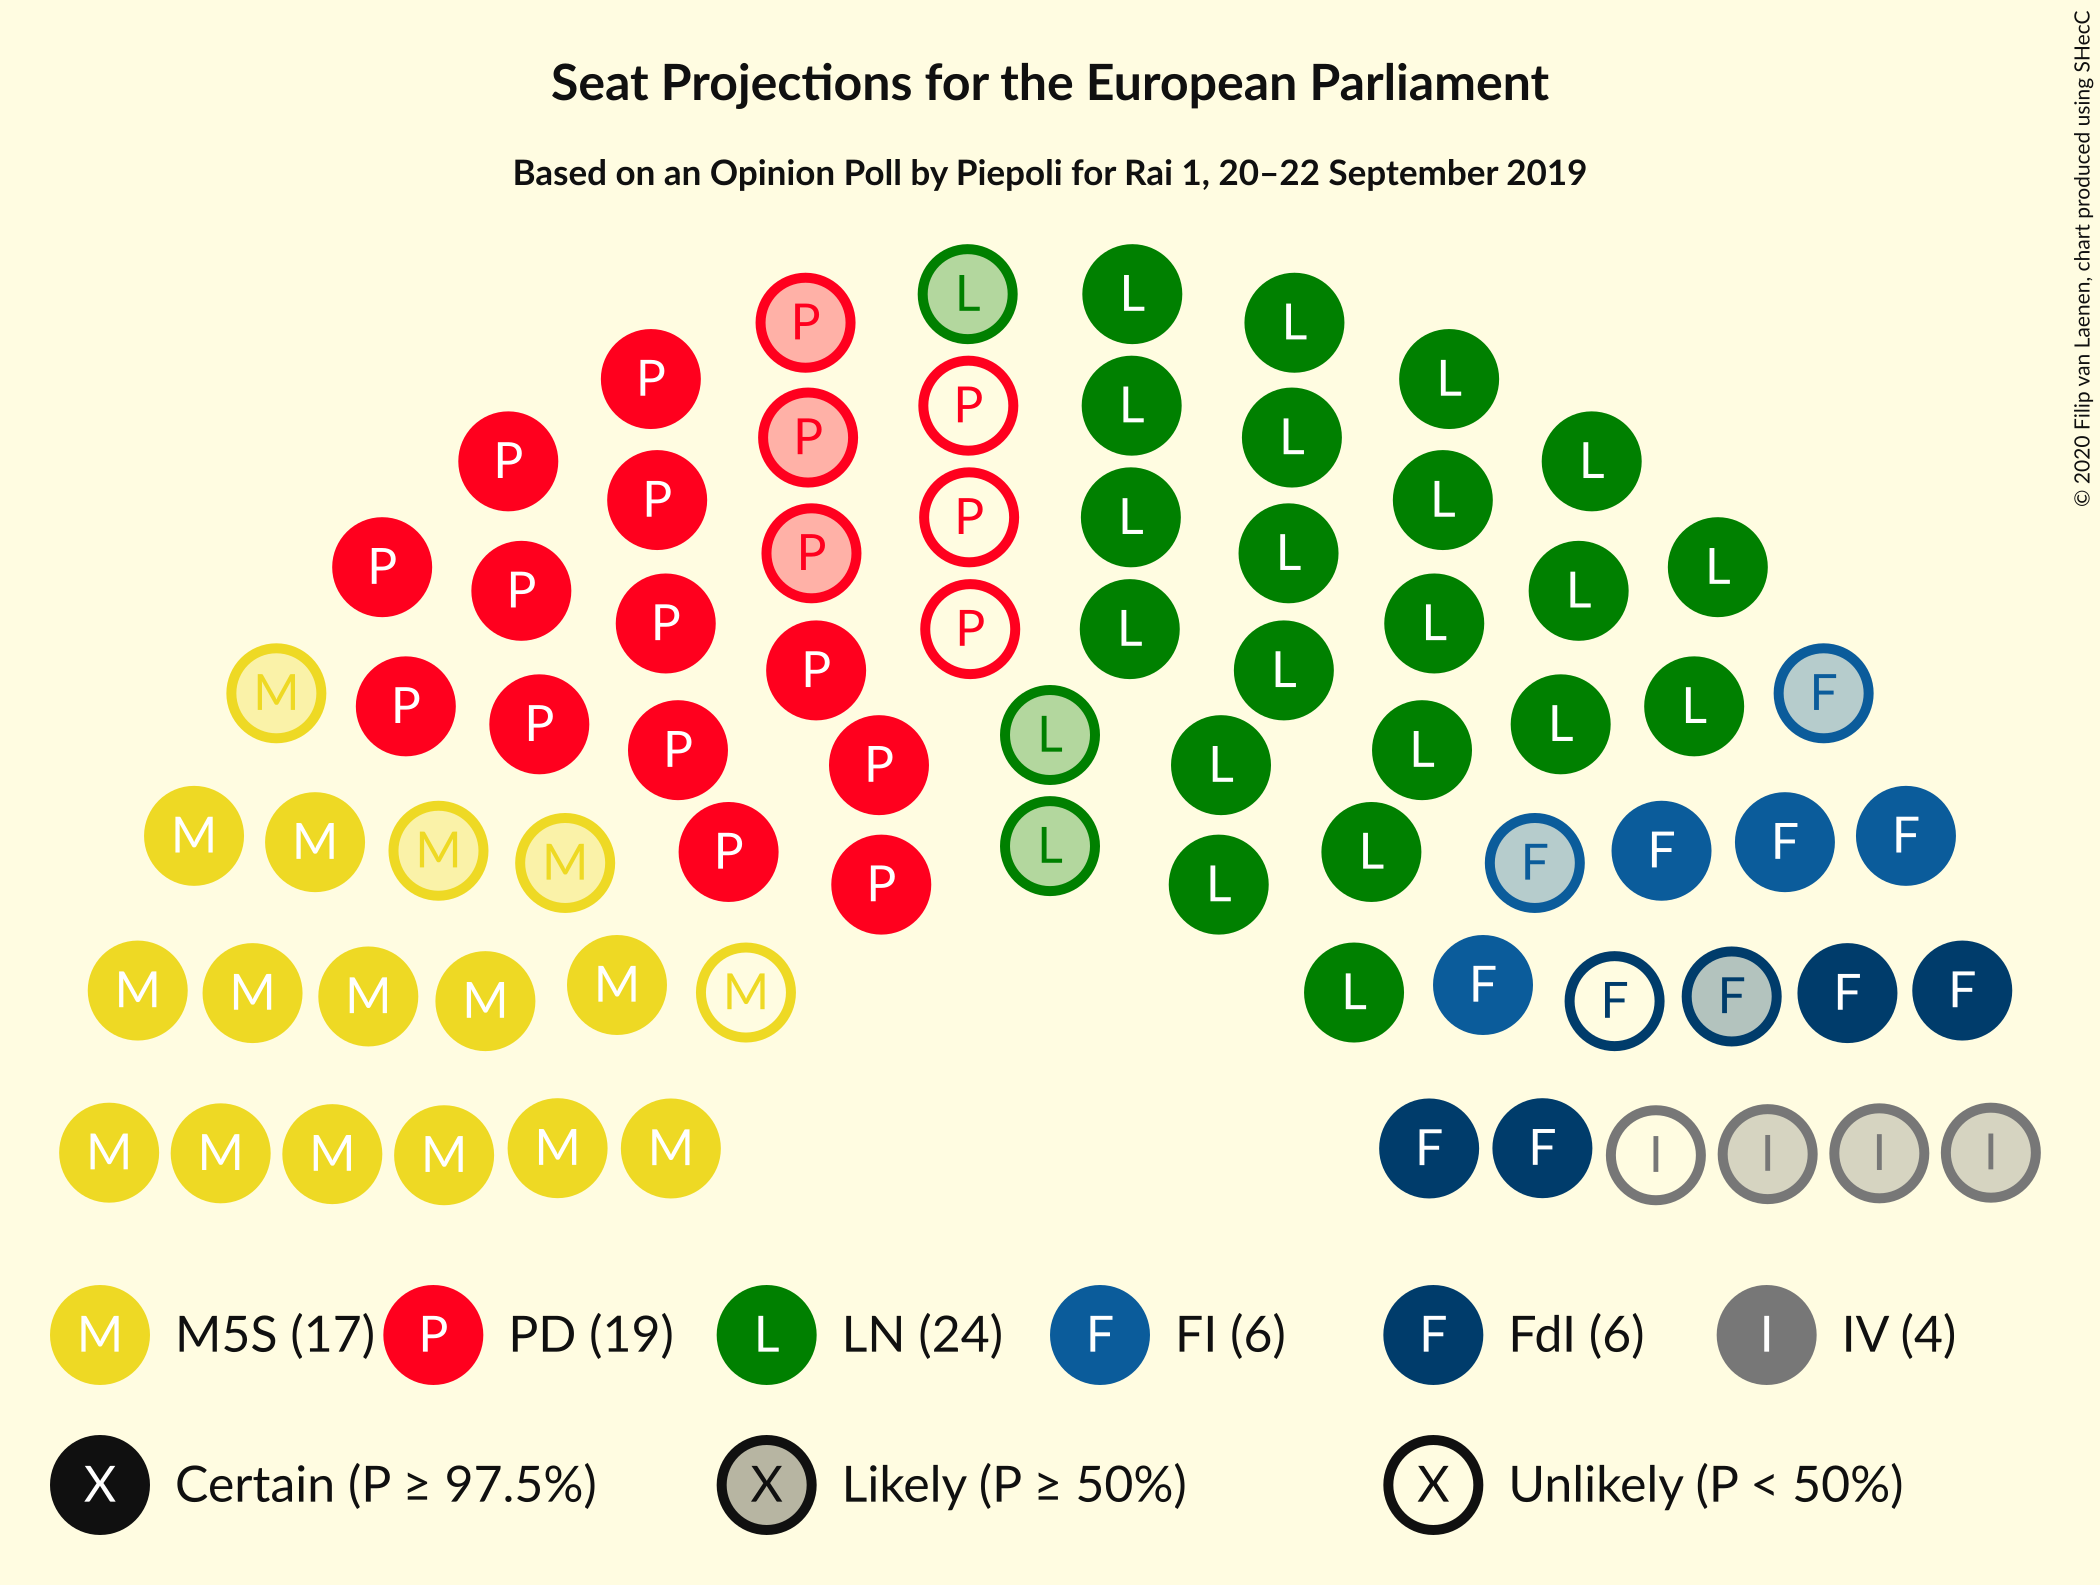 Seat Projections for the European Parliament
Based on an Opinion Poll by Piepoli for Rai 1, 20–22 September 2019
© 2020 Filip van Laenen, chart produced using SHecC
L L
P L
P L
P L
P L
L L
P L
P L
P L
P L
P L
P L
P L
P L
P L
P L
M F
P L
P L
P L
L
P L
M F
M F
L
M F
P L
M F
P L
M F
M F
M F
M F
M F
M L
M F
M F
M M M M I I I I
M5S (17) P PD (19) L LN (24) F FI (6) F FdI (6) I IV (4)
X Certain (P ≥ 97.5%) X Likely (P ≥ 50%) X Unlikely (P < 50%)